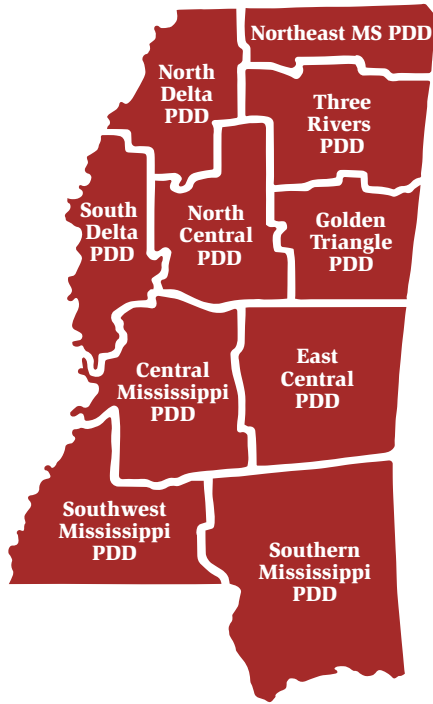 Northeast MS PDD
North
Delta
PDD
Three
Rivers
PDD
South
Delta
PDD
North
Central
PDD
Golden
Triangle
PDD
Central
Mississippi
PDD
East
Central
PDD
Southwest
Mississippi
PDD
Southern
Mississippi
PDD